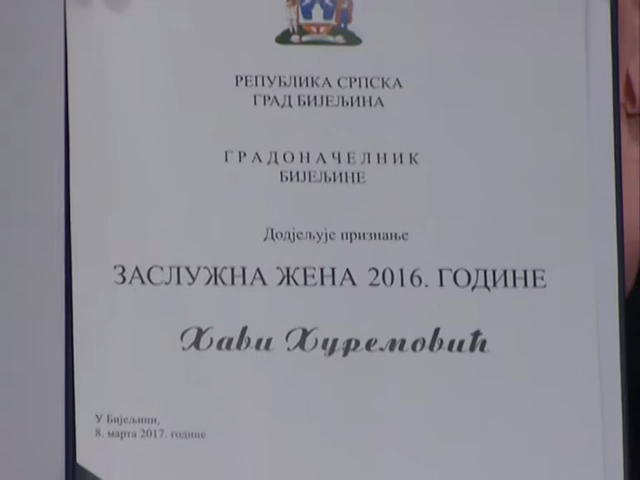 РЕПУБЛИКА СРПСКА
ГРАД БИЈЕЉИНА
ГРАДОНАЧЕЛНИК
БИЈЕЉИНЕ
Додјељује признање
ЗАСЛУЖНА ЖЕНА 2016. ГОДИНЕ
Хави Хуремовић
У Бијељини,
8. марта 2017. године